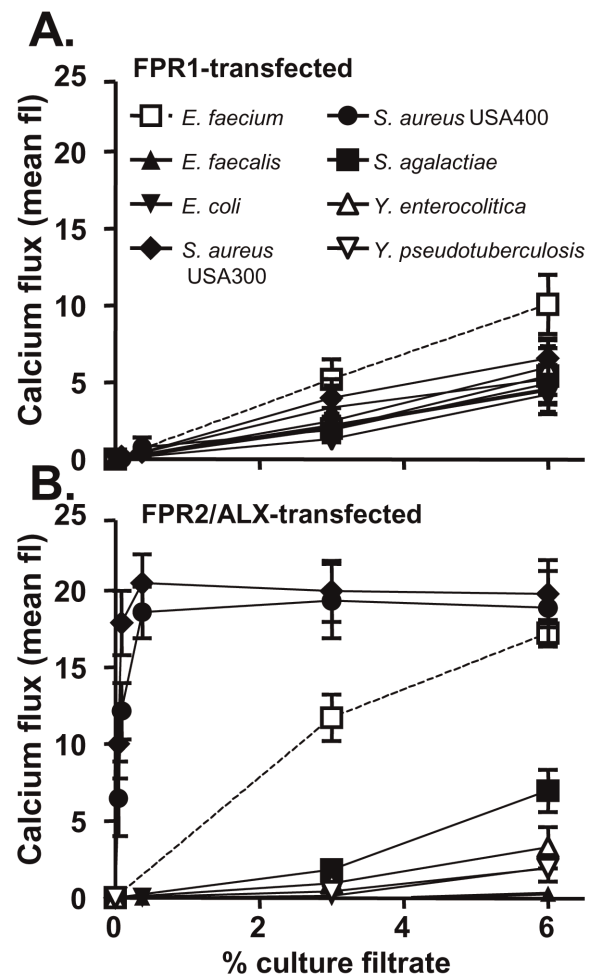 A.
FPR1-transfected
25
20
15
10
5
0
Calcium flux (mean fl)
E. faecium
E. faecalis
E. coli
S. aureus
USA300
S. aureus USA400
S. agalactiae
Y. enterocolitica
Y. pseudotuberculosis
B.
FPR2/ALX-transfected
25
20
15
10
5
0
Calcium flux (mean fl)
0 2 4 6
% culture filtrate